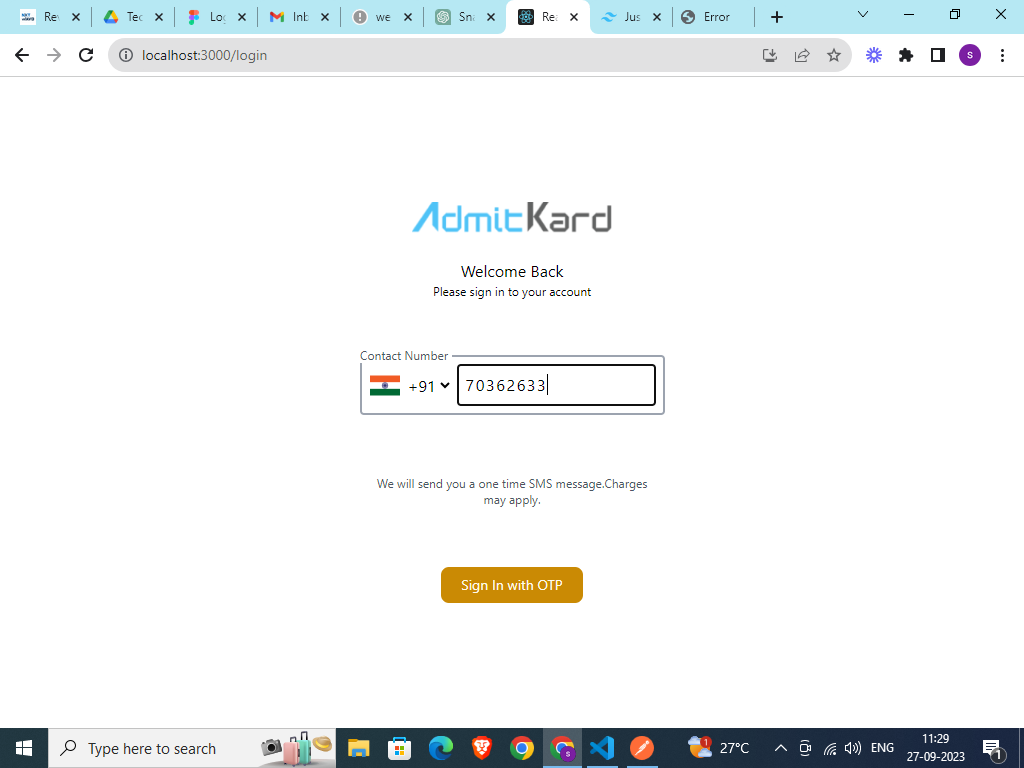 Rev
Tec
Log
Inb
we
Sna
Rea
Jus
Error
localhost:3000/login
S
AdmitKard
Welcome Back
Please sign in to your account
Contact Number
+91
70362633
We will send you a one time SMS message.Charges
may apply.
Sign In with OTP
Type here to search
S
1
27°C
ENG
11:29
27-09-2023
1